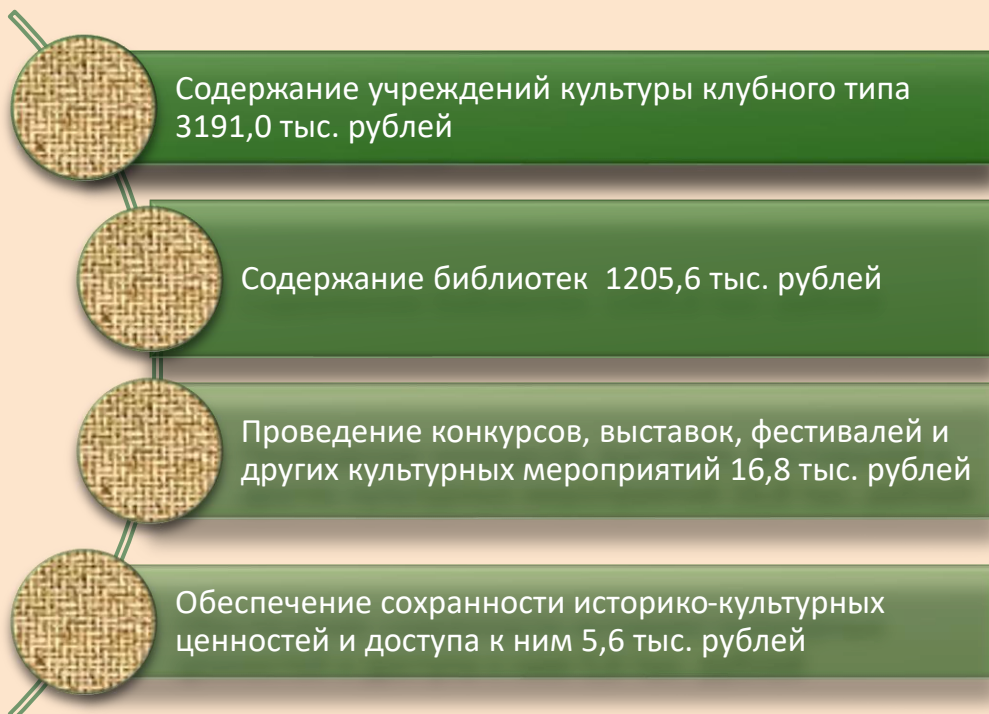 Содержание учреждений культуры клубного типа
3191,0 тыс. рублей
Содержание библиотек  1205,6 тыс. рублей
Проведение конкурсов, выставок, фестивалей и
других культурных мероприятий 16,8 тыс. рублей
Обеспечение сохранности историко-культурных
ценностей и доступа к ним 5,6 тыс. рублей